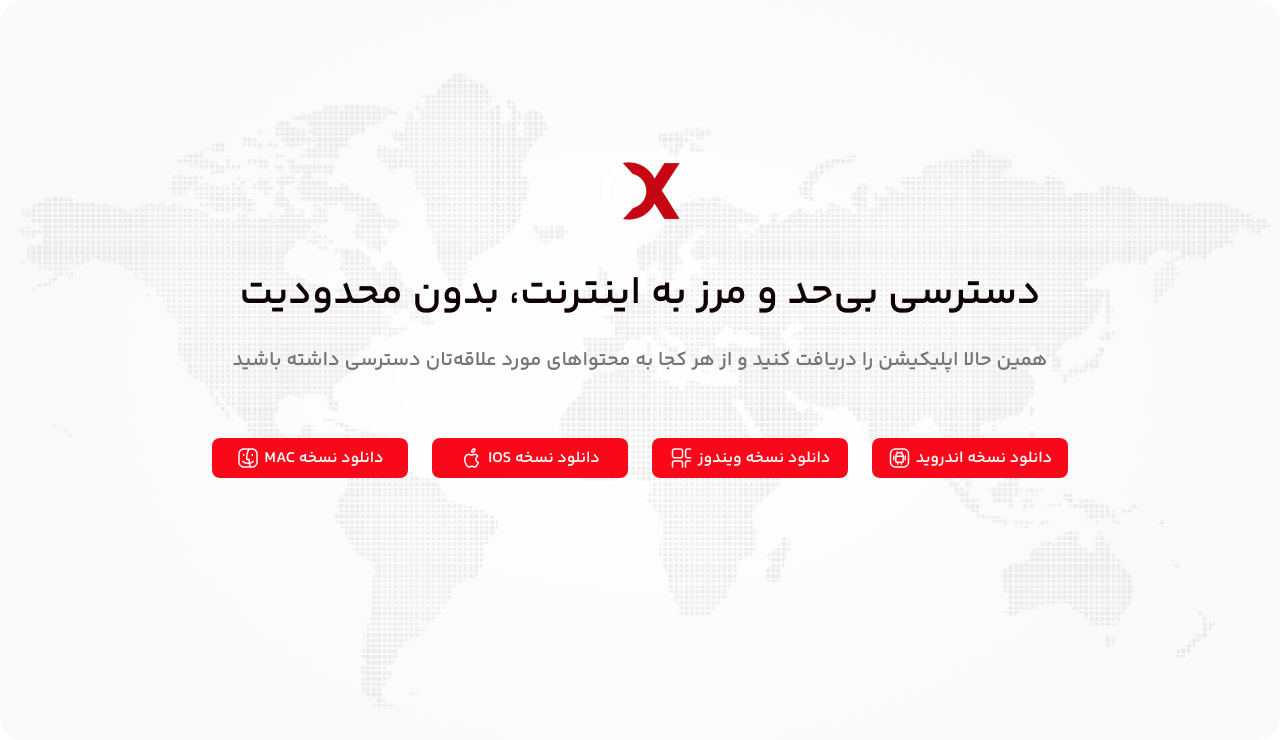 دسترسی بی‌حد و مرز به اینترنت، بدون محدودیت
همین حالا اپلیکیشن را دریافت کنید و از هر کجا به محتواهای مورد علاقه‌تان دسترسی داشته باشید
دانلود نسخه اندروید
دانلود نسخه ویندوز
دانلود نسخه IOS
دانلود نسخه MAC